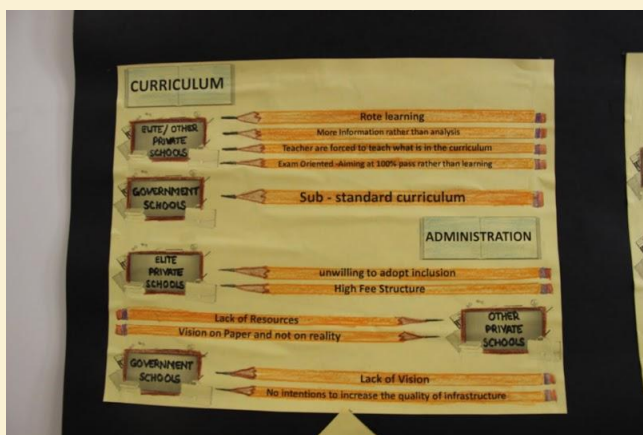 CURRICULUM
ELITE/ OTHER
PRIVATE
SCHOOLS
Rote learning
More Information rather than analysis
Teacher are forced to teach what is in the curriculum
Exam Oriented -Aiming at 100% pass rather than learning
GOVERNMENT
SCHOOLS
Sub - standard curriculum
ADMINISTRATION
ELITE
PRIVATE
SCHOOLS
unwilling to adopt inclusion
High Fee Structure
Lack of Resources
Vision on Paper and not on reality
OTHER
PRIVATE
SCHOOLS
GOVERNMENT
SCHOOLS
Lack of Vision
No intentions to increase the quality of infrastructure